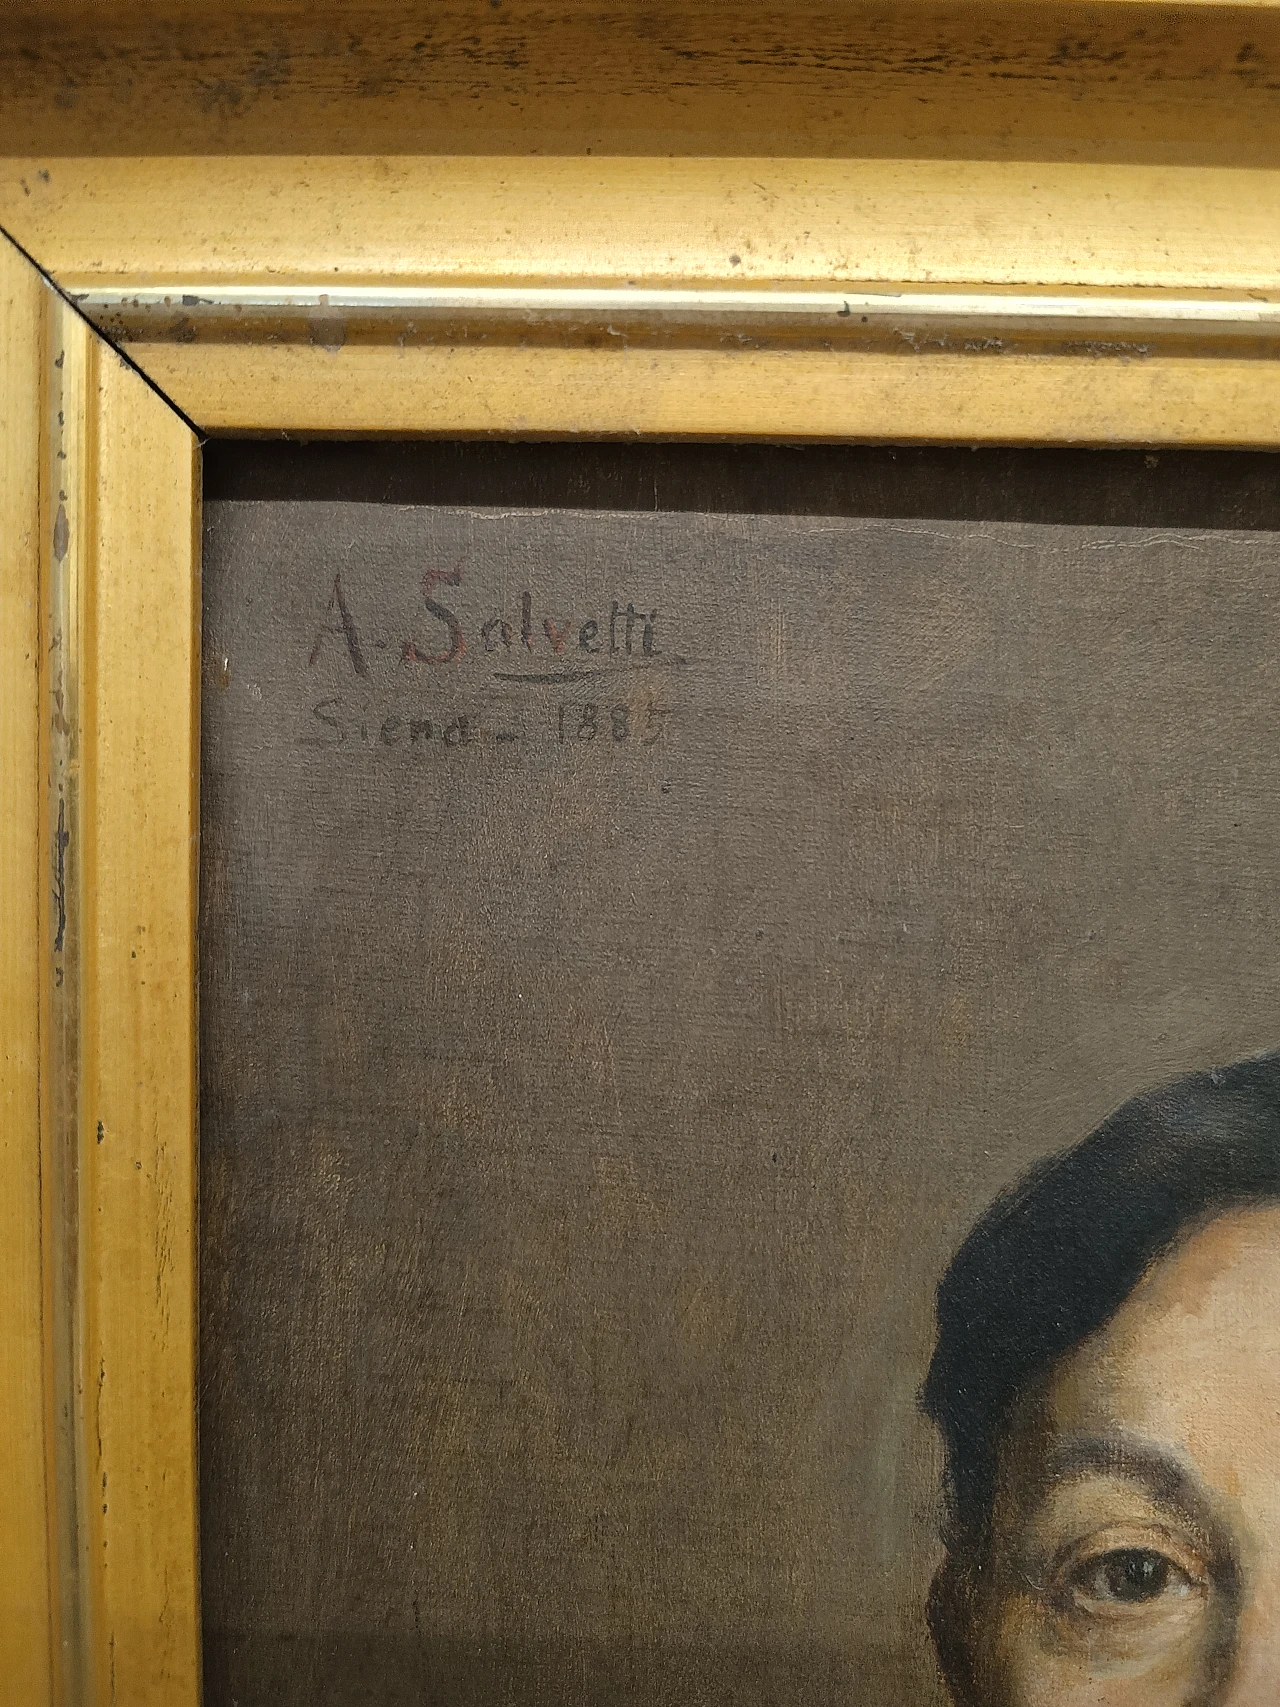 A. Salvetti
Siena - 1885